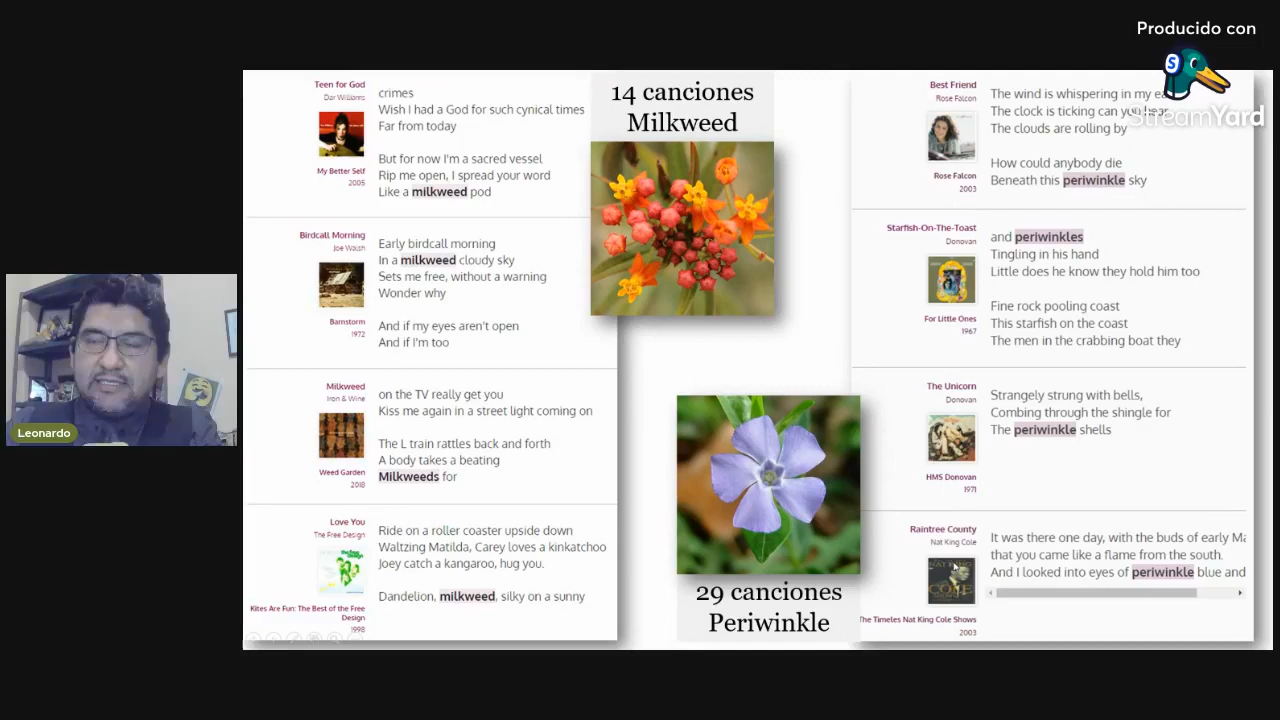 Producido con
StreamYard
Leonardo
Teen for God
Dar Williams
My Better Self
2005
crimes
Wish I had a God for such cynical times
Far from today
But for now I'm a sacred vessel
Rip me open, I spread your word
Like a milkweed pod
Birdcall Morning
Joe Walsh
Barnstorm
1972
Early birdcall morning
In a milkweed cloudy sky
Sets me free, without a warning
Wonder why
And if my eyes aren't open
And if I'm too
Milkweed
Iron & Wine
Weed Garden
2018
on the TV really get you
Kiss me again in a street light coming on
The L train rattles back and forth
A body takes a beating
Milkweeds for
Love You
The Free Design
Kites Are Fun: The Best of the Free
Design
1998
Ride on a roller coaster upside down
Waltzing Matilda, Carey loves a kinkatchoo
Joey catch a kangaroo, hug you.
Dandelion, milkweed, silky on a sunny
14 canciones
Milkweed
29 canciones
Periwinkle
Best Friend
Rose Falcon
Rose Falcon
2003
The wind is whispering in my ea
The clock is ticking can you hear
The clouds are rolling by
How could anybody die
Beneath this periwinkle sky
Starfish-On-The-Toast
Donovan
For Little Ones
1967
and periwinkles
Tingling in his hand
Little does he know they hold him too
Fine rock pooling coast
This starfish on the coast
The men in the crabbing boat they
The Unicorn
Donovan
HMS Donovan
1971
Strangely strung with bells,
Combing through the shingle for
The periwinkle shells
Raintree County
Nat King Cole
NAT KING
COLE
The Timeles Nat King Cole Shows
2003
It was there one day, with the buds of early Ma
that you came like a flame from the south.
And I looked into eyes of periwinkle blue and